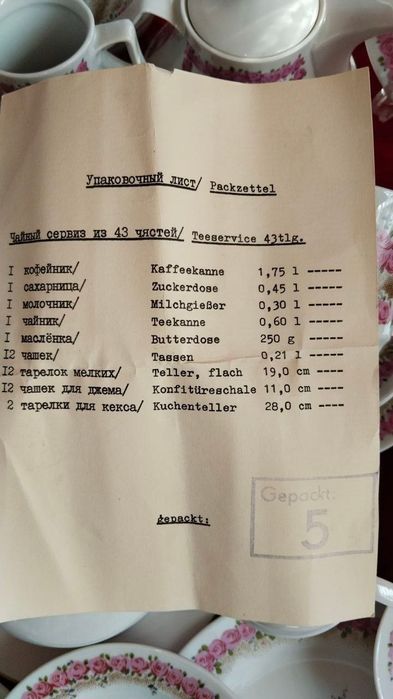 Упаковочный лист/ Packzettel
Чайный сервиз из 43 частей/ Teeservice 43tlg.
I кофейник/ Kaffeekanne 1,75 l -----
I сахарница/ Zuckerdose 0,45 l -----
I молочник/ Milchgießer 0,30 l -----
I чайник/ Teekanne 0,60 l -----
I маслёнка/ Butterdose 250 g -----
I2 чашек/ Tassen 0,21 l ----
I2 тарелок мелких/ Teller, flach 19,0 cm ----
I2 чашек для джема/ Konfitüreschale 11,0 cm ----
2 тарелки для кекса/ Kuchenteller 28,0 cm ----
gepackt:
Gepackt:
5